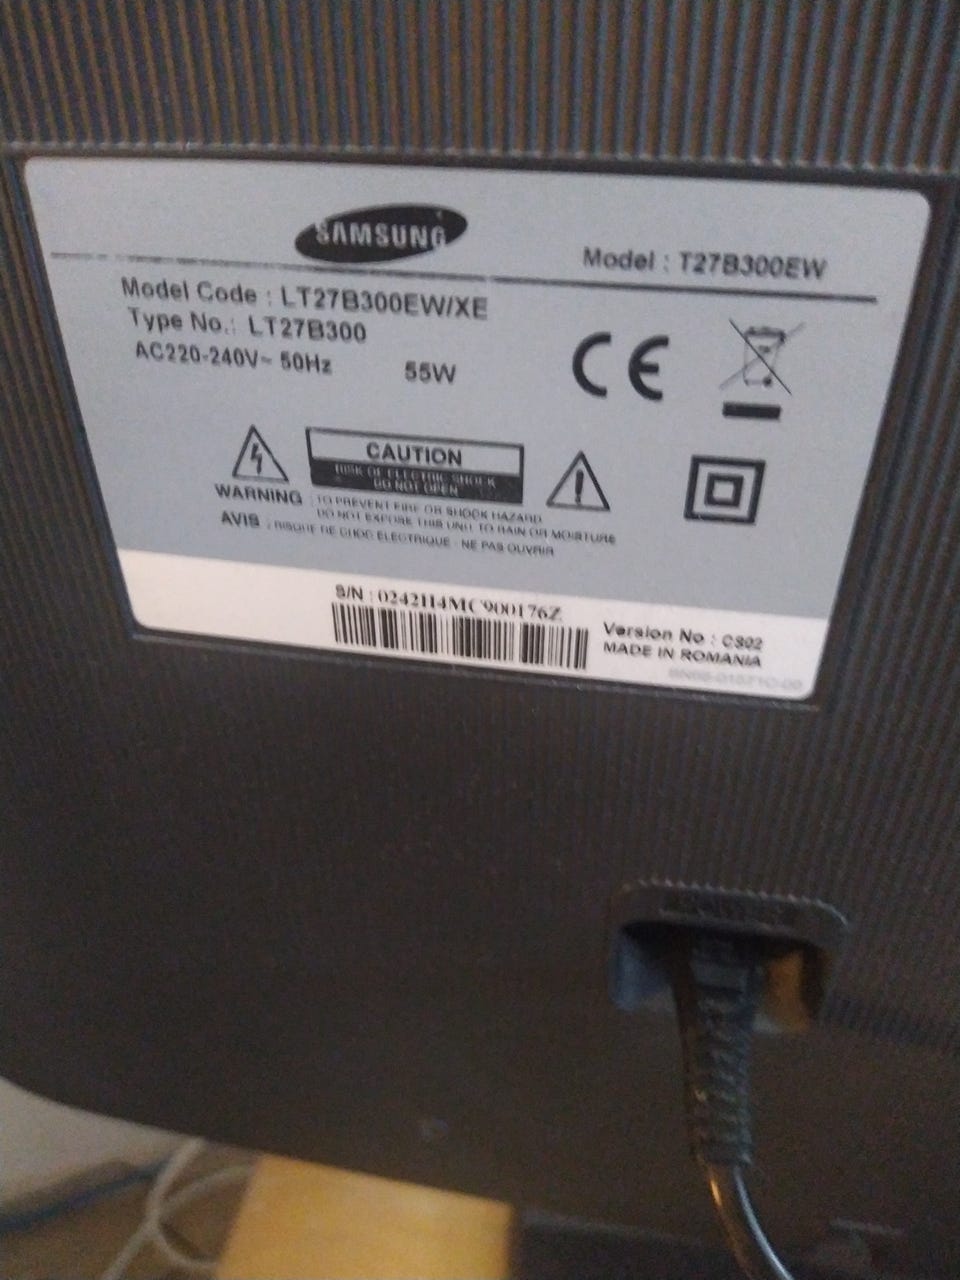 SAMSUNG
Model : T27B300EW
Model Code : LT27B300EW/XE
Type No.: LT27B300
AC220-240V~ 50Hz 55W
CE
CAUTION
RISK OF ELECTRIC SHOCK
DO NOT OPEN
WARNING : TO PREVENT FIRE OR SHOCK HAZARD
DO NOT EXPOSE THIS UNIT TO RAIN OR MOISTURE
AVIS : RISQUE DE CHOC ELECTRIQUE - NE PAS OUVRIR
S/N : 0242H4MC900176Z
Version No : CS02
MADE IN ROMANIA